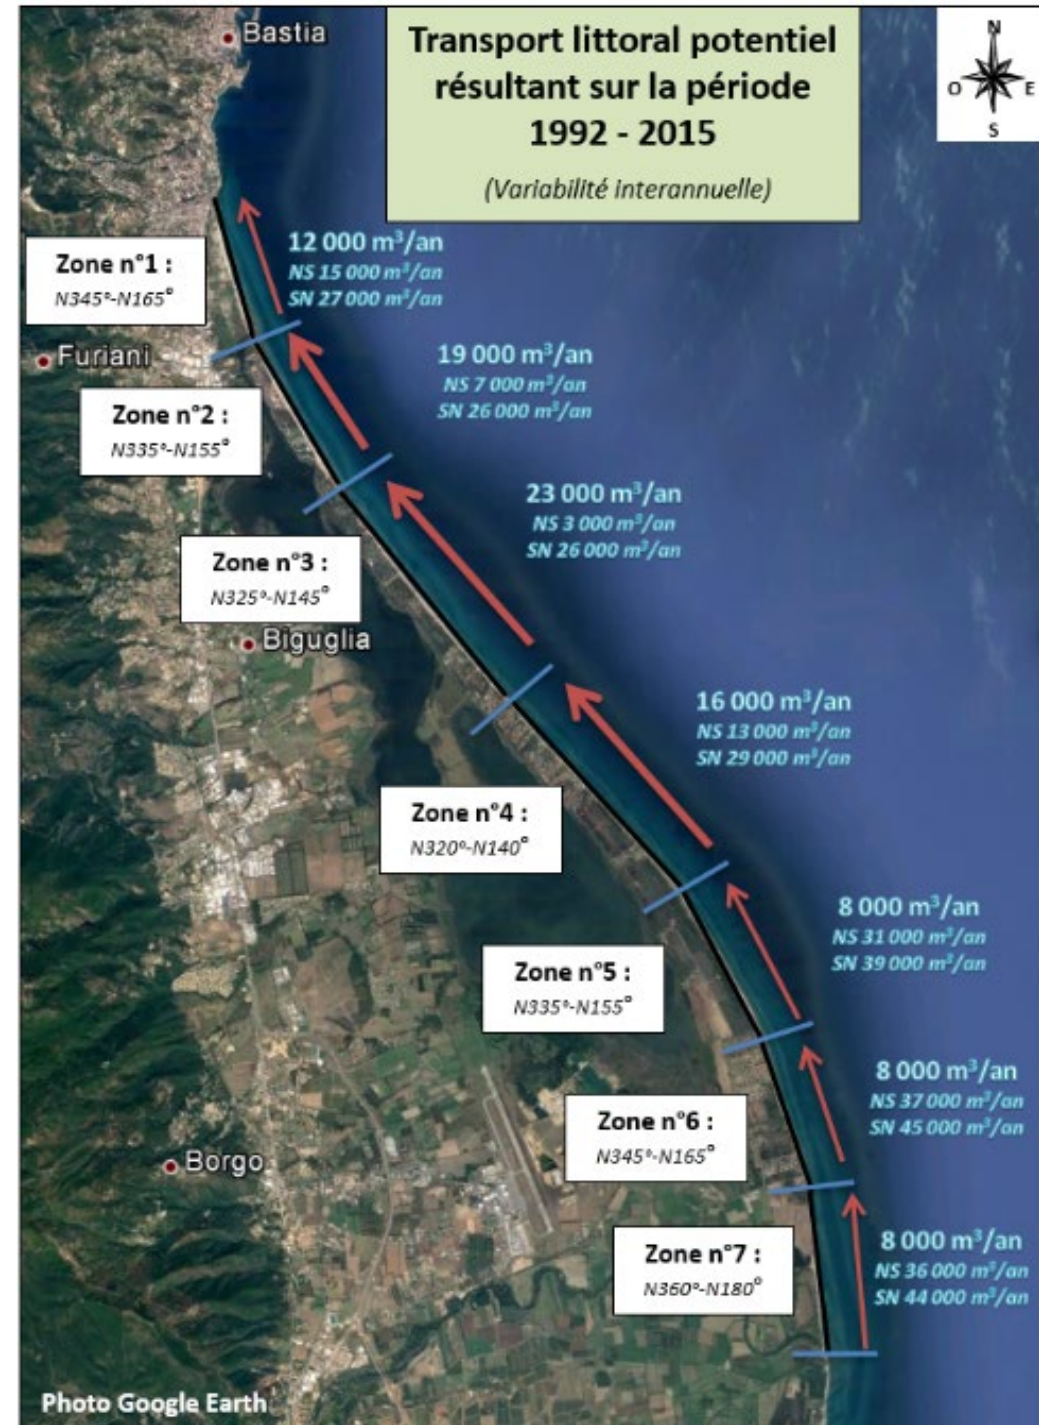 Bastia
Transport littoral potentiel
résultant sur la période
1992 - 2015
(Variabilité interannuelle)
N
O
E
S
12 000 m³/an
NS 15 000 m³/an
SN 27 000 m³/an
Zone n°1 :
N345°-N165°
Furiani
19 000 m³/an
NS 7 000 m³/an
SN 26 000 m³/an
Zone n°2 :
N335°-N155°
23 000 m³/an
NS 3 000 m³/an
SN 26 000 m³/an
Zone n°3 :
N325°-N145°
Biguglia
16 000 m³/an
NS 13 000 m³/an
SN 29 000 m³/an
Zone n°4 :
N320°-N140°
8 000 m³/an
NS 31 000 m³/an
SN 39 000 m³/an
Zone n°5 :
N335°-N155°
8 000 m³/an
NS 37 000 m³/an
SN 45 000 m³/an
Zone n°6 :
N345°-N165°
Borgo
8 000 m³/an
NS 36 000 m³/an
SN 44 000 m³/an
Zone n°7 :
N360°-N180°
Photo Google Earth